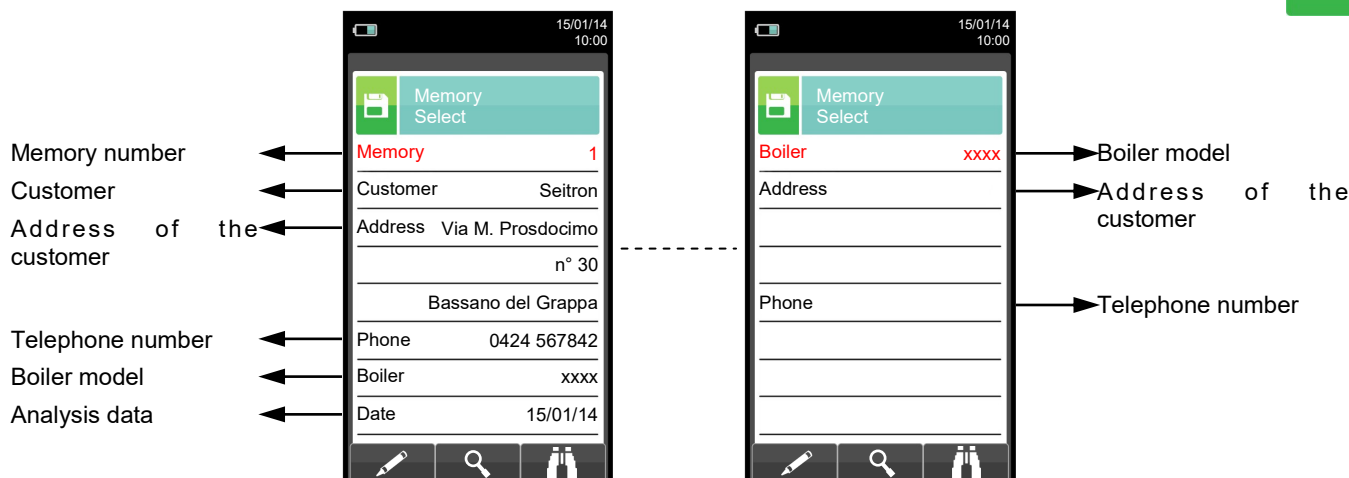 15/01/14
10:00
Memory
Select
Memory 1
Customer Seitron
Address Via M. Prosdocimo
n° 30
Bassano del Grappa
Phone 0424 567842
Boiler xxxx
Date 15/01/14
Memory number
Customer
Address of the
customer
Telephone number
Boiler model
Analysis data
15/01/14
10:00
Memory
Select
Boiler xxxx
Address
Phone
Boiler model
Address of the
customer
Telephone number